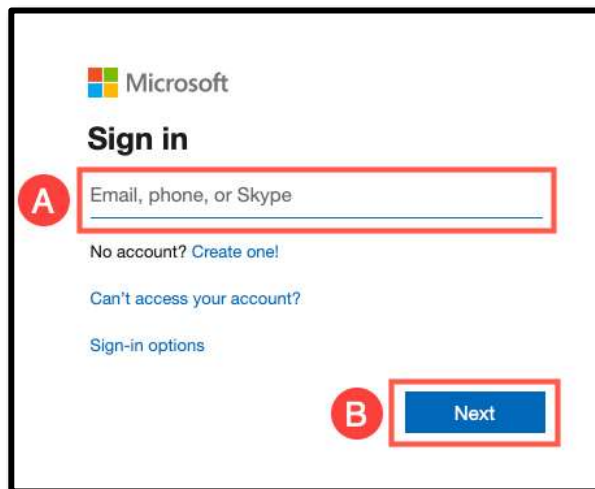 Microsoft
Sign in
A
Email, phone, or Skype
No account? Create one!
Can't access your account?
Sign-in options
B
Next